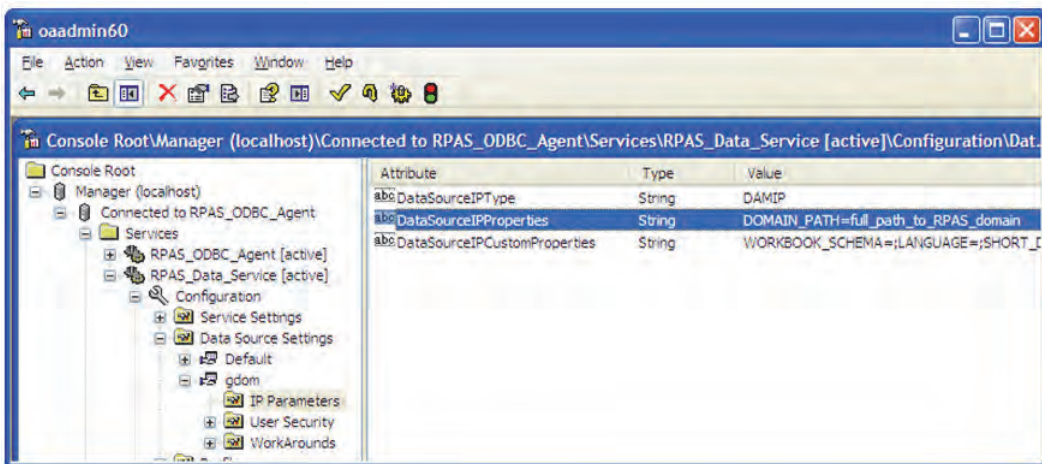 oaadmin60
File Action View Favorites Window Help
Console Root\Manager (localhost)\Connected to RPAS_ODBC_Agent\Services\RPAS_Data_Service [active]\Configuration\Dat.
Console Root
Manager (localhost)
Connected to RPAS_ODBC_Agent
Services
RPAS_ODBC_Agent [active]
RPAS_Data_Service [active]
Configuration
Service Settings
Data Source Settings
Default
gdom
IP Parameters
User Security
WorkArounds
Attribute Type Value
abc DataSourceIPType String DAMIP
abc DataSourceIPProperties String DOMAIN_PATH=full_path_to_RPAS_domain
abc DataSourceIPCustomProperties String WORKBOOK_SCHEMA=;LANGUAGE=;SHORT_